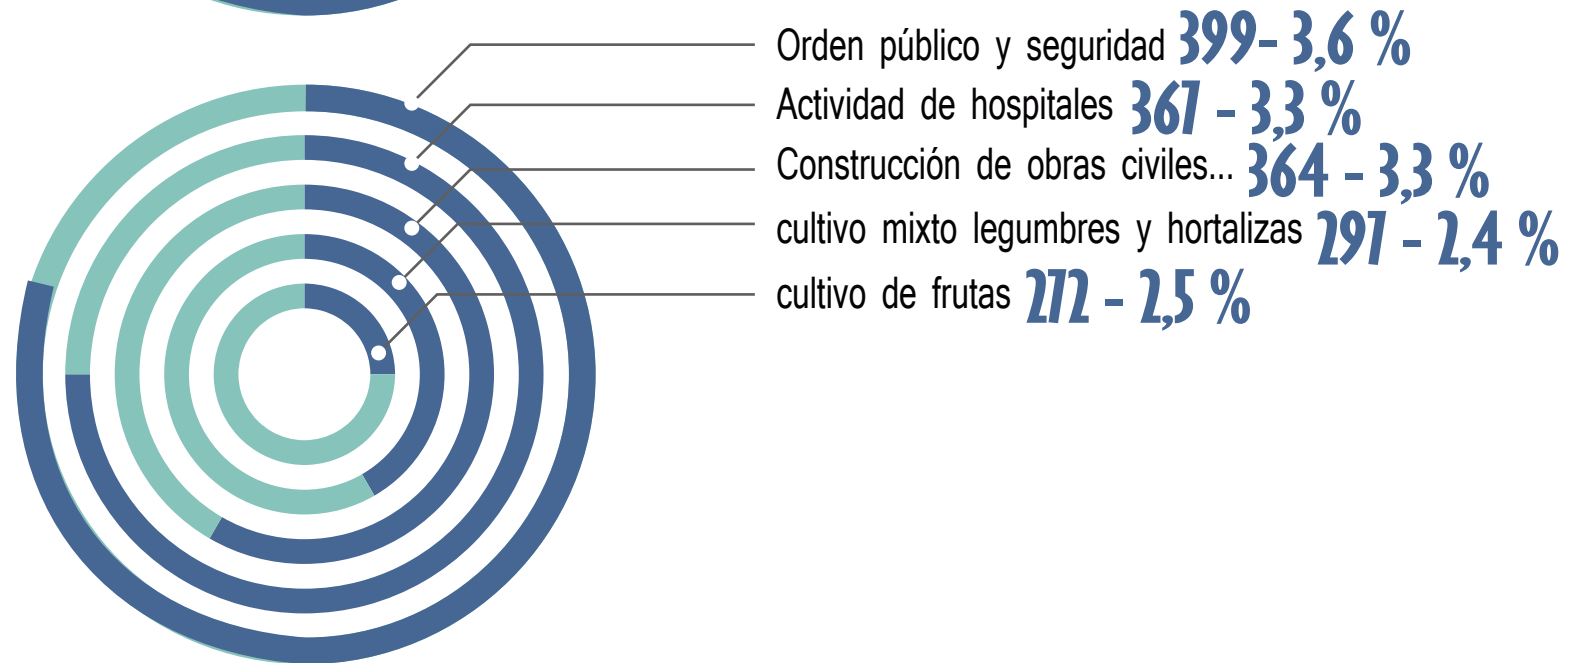 Orden público y seguridad 399- 3,6 %
Actividad de hospitales 367 - 3,3 %
Construcción de obras civiles... 364 - 3,3 %
cultivo mixto legumbres y hortalizas 297 - 2,4 %
cultivo de frutas 272 - 2,5 %